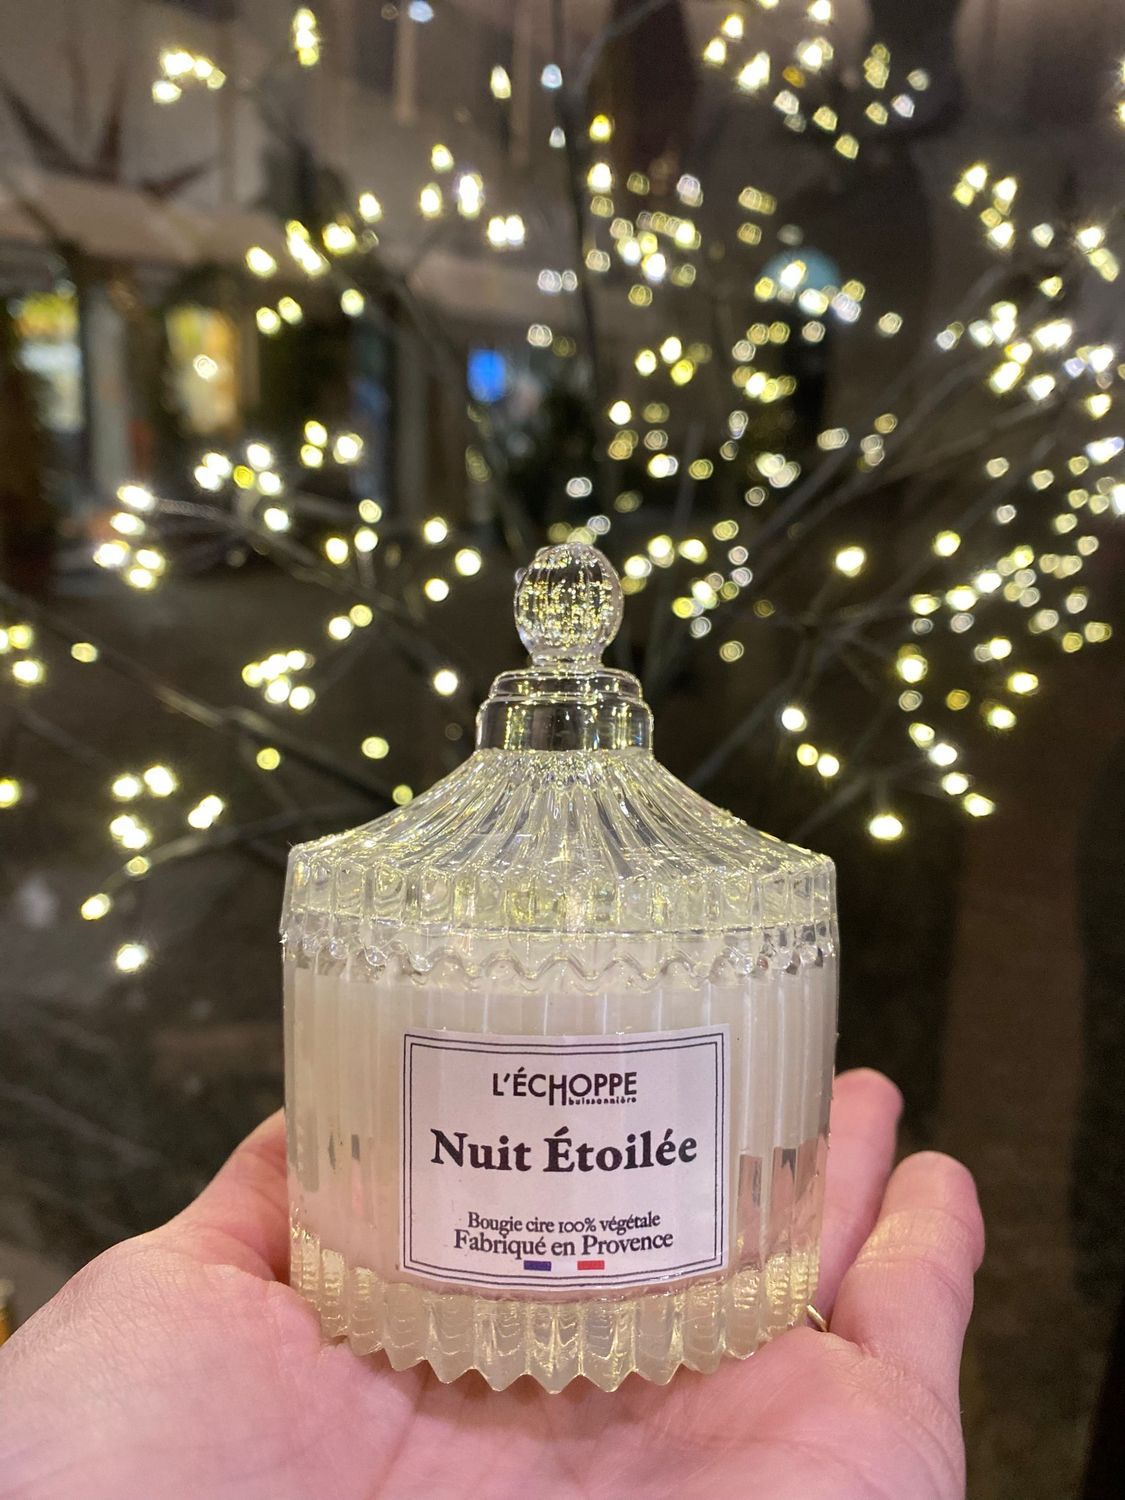 L'ÉCHOPPE
buissonnière
Nuit Étoilée
Bougie cire 100% végétale
Fabriqué en Provence